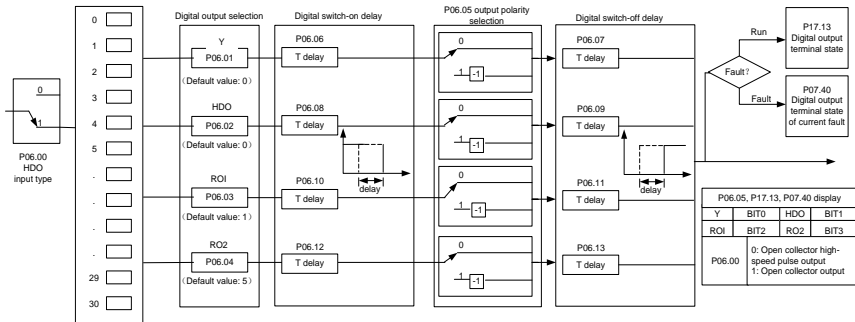 0
1
P06.00
HDO
input type
0
1
2
3
4
5
.
.
.
.
29
30
Digital output selection
Y
P06.01
(Default value: 0)
HDO
P06.02
(Default value: 0)
ROI
P06.03
(Default value: 1)
RO2
P06.04
(Default value: 5)
Digital switch-on delay
P06.06
T delay
P06.08
T delay
delay
P06.10
T delay
P06.12
T delay
P06.05 output polarity
selection
0
1
-1
0
1
-1
0
1
-1
0
1
-1
Digital switch-off delay
P06.07
T delay
P06.09
T delay
delay
P06.11
T delay
P06.13
T delay
Run
Fault?
Fault
P17.13
Digital output
terminal state
P07.40
Digital output
terminal state
of current fault
P06.05, P17.13, P07.40 display
Y BIT0 HDO BIT1
ROI BIT2 RO2 BIT3
P06.00
0: Open collector high-
speed pulse output
1: Open collector output